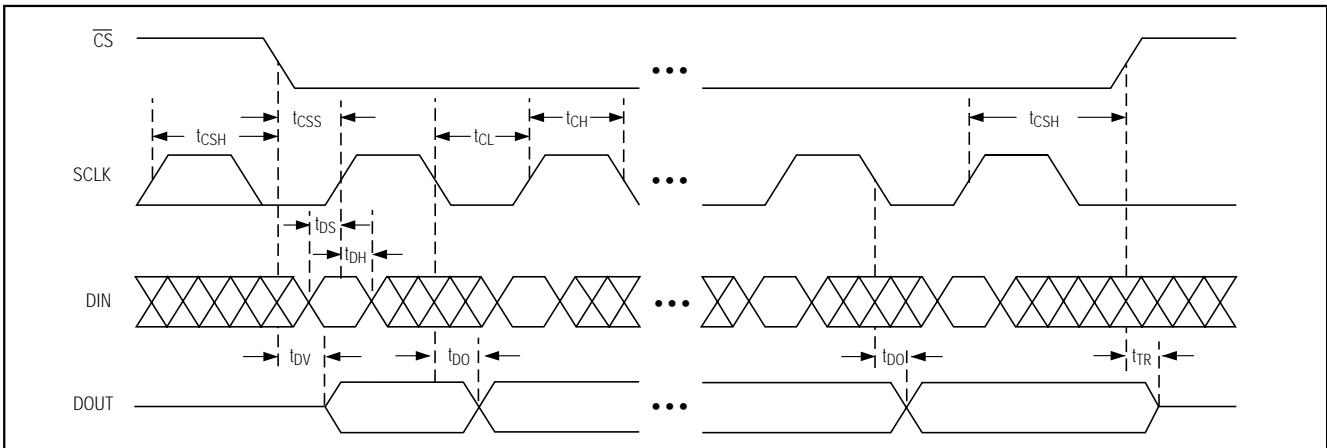 CS
•••
tCSH
tCSS
tCL
tCH
tCSH
SCLK
•••
tDS
tDH
DIN
•••
tDV
tDO
tDO
tTR
DOUT
•••